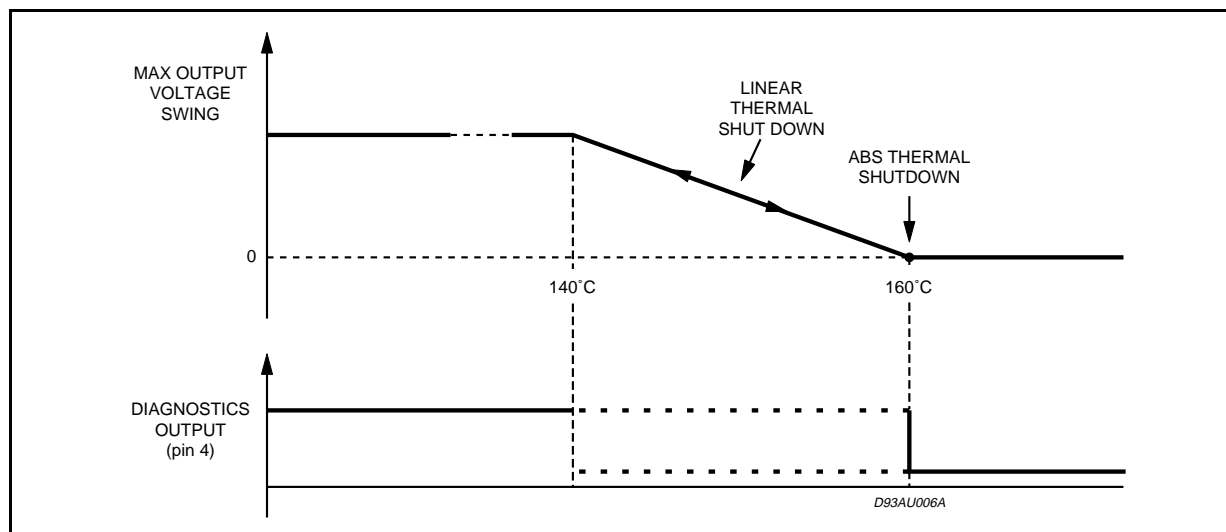 MAX OUTPUT
VOLTAGE
SWING
LINEAR
THERMAL
SHUT DOWN
ABS THERMAL
SHUTDOWN
0
140˚C
160˚C
DIAGNOSTICS
OUTPUT
(pin 4)
D93AU006A